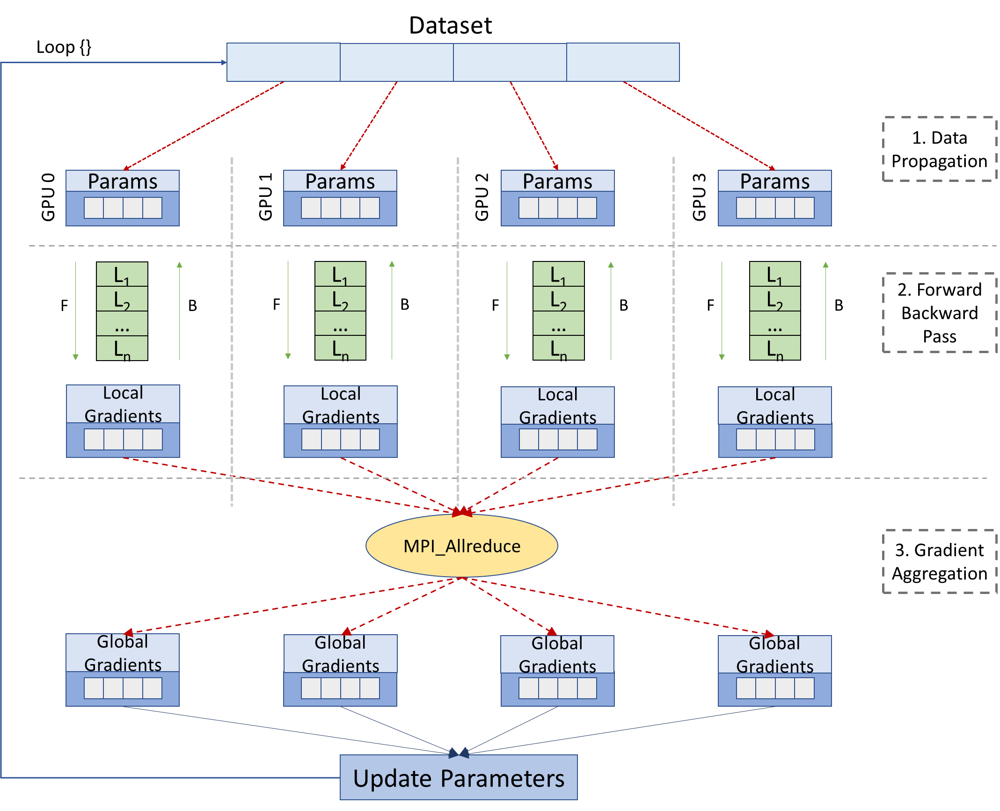 Dataset
Loop {}
1. Data
Propagation
GPU 0
Params
GPU 1
Params
GPU 2
Params
GPU 3
Params
F
L1
L2
...
Ln
B
F
L1
L2
...
Ln
B
F
L1
L2
...
Ln
B
F
L1
L2
...
Ln
B
2. Forward
Backward
Pass
Local
Gradients
Local
Gradients
Local
Gradients
Local
Gradients
MPI_Allreduce
3. Gradient
Aggregation
Global
Gradients
Global
Gradients
Global
Gradients
Global
Gradients
Update Parameters